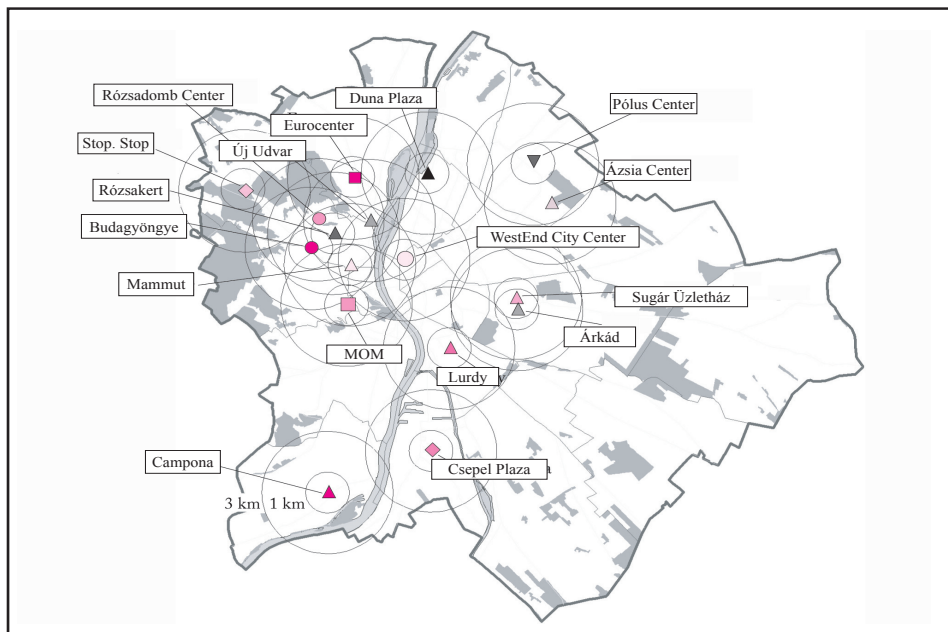 Rózsadomb Center
Duna Plaza
Pólus Center
Eurocenter
Stop. Stop
Új Udvar
Ázsia Center
Rózsakert
Budagyöngye
WestEnd City Center
Mammut
Sugár Üzletház
MOM
Árkád
Lurdy
Campona
Csepel Plaza
3 km 1 km